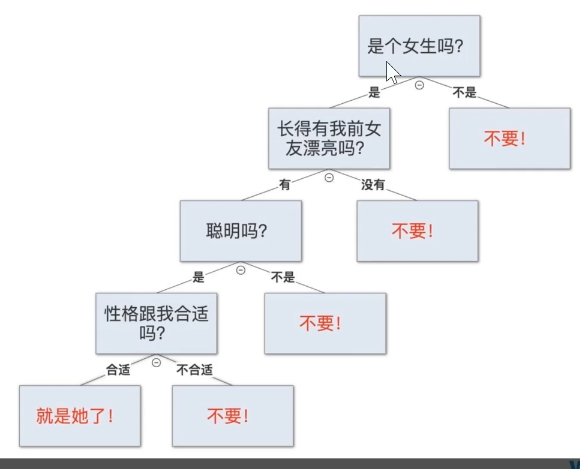 是个女生吗?
是
不是
长得有我前女
友漂亮吗?
不要!
有
没有
聪明吗?
不要!
是
不是
性格跟我合适
吗?
不要!
合适
不合适
就是她了!
不要!